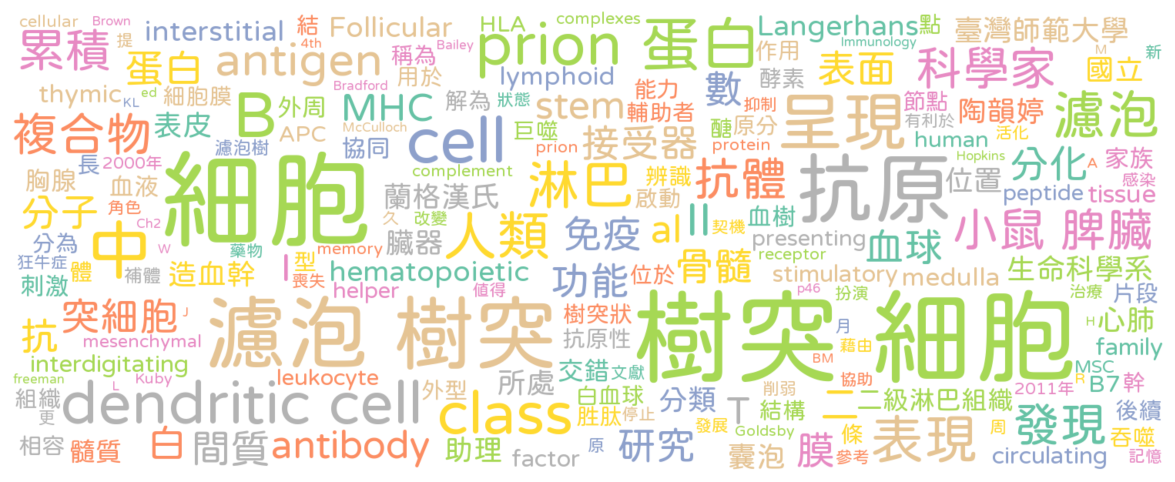 cellular Brown 4th interstitial 結 Follicular HLA complexes Langerhans 點 臺灣師範大學
提 Bailey prion 蛋白 Immunology M 新
累積 蛋白 antigen 稱為 作用 表面 科學家 國立
KL ed Bradford 用於 lymphoid 能力 數 酵素
thymic 細胞膜 外周 MHC 解為 狀態 stem 輔助者 抑制 呈現 節點 陶韻婷 濾泡
複合物 表皮 B APC McCulloch 巨噬 接受器 醣 原分 有利於 活化
濾泡樹 協同 cell prion protein human 分化 家族
長 2000年 細胞 complement 淋巴 辨識 抗體 抗原 Hopkins 位置 A 感染
胸腺 血液 蘭格漢氏 啟動 peptide tissue
分子 角色 Ch2 久 改變 人類 免疫 al II 血樹 契機 小鼠 脾臟
分為 中 W 臟器 presenting 血球
狂牛症 體 藥物 補體 memory 型 位於 骨髓 receptor
刺激 造血幹 I 喪失 hematopoietic 功能 stimulatory medulla 生命科學系
helper 值得 p46 扮演 治療 片段
抗 突細胞 J 濾泡 樹突 樹突狀 樹突 細胞 月 H 心肺
mesenchymal 抗原性 藉由 family
interdigitating 交錯 文獻 BM MSC
freeman L Kuby leukocyte 所處 協助 R B7 幹
組織 更 dendritic cell 外型 class 白血球 分類 削弱 T 二 二級淋巴組織 2011年 後續
胜肽 停止 結構 周
相容 髓質 白 間質 antibody 助理 factor 原 研究 發展 Goldsby 條 表現 發現 吞噬
囊泡 膜 參考 circulating 記憶